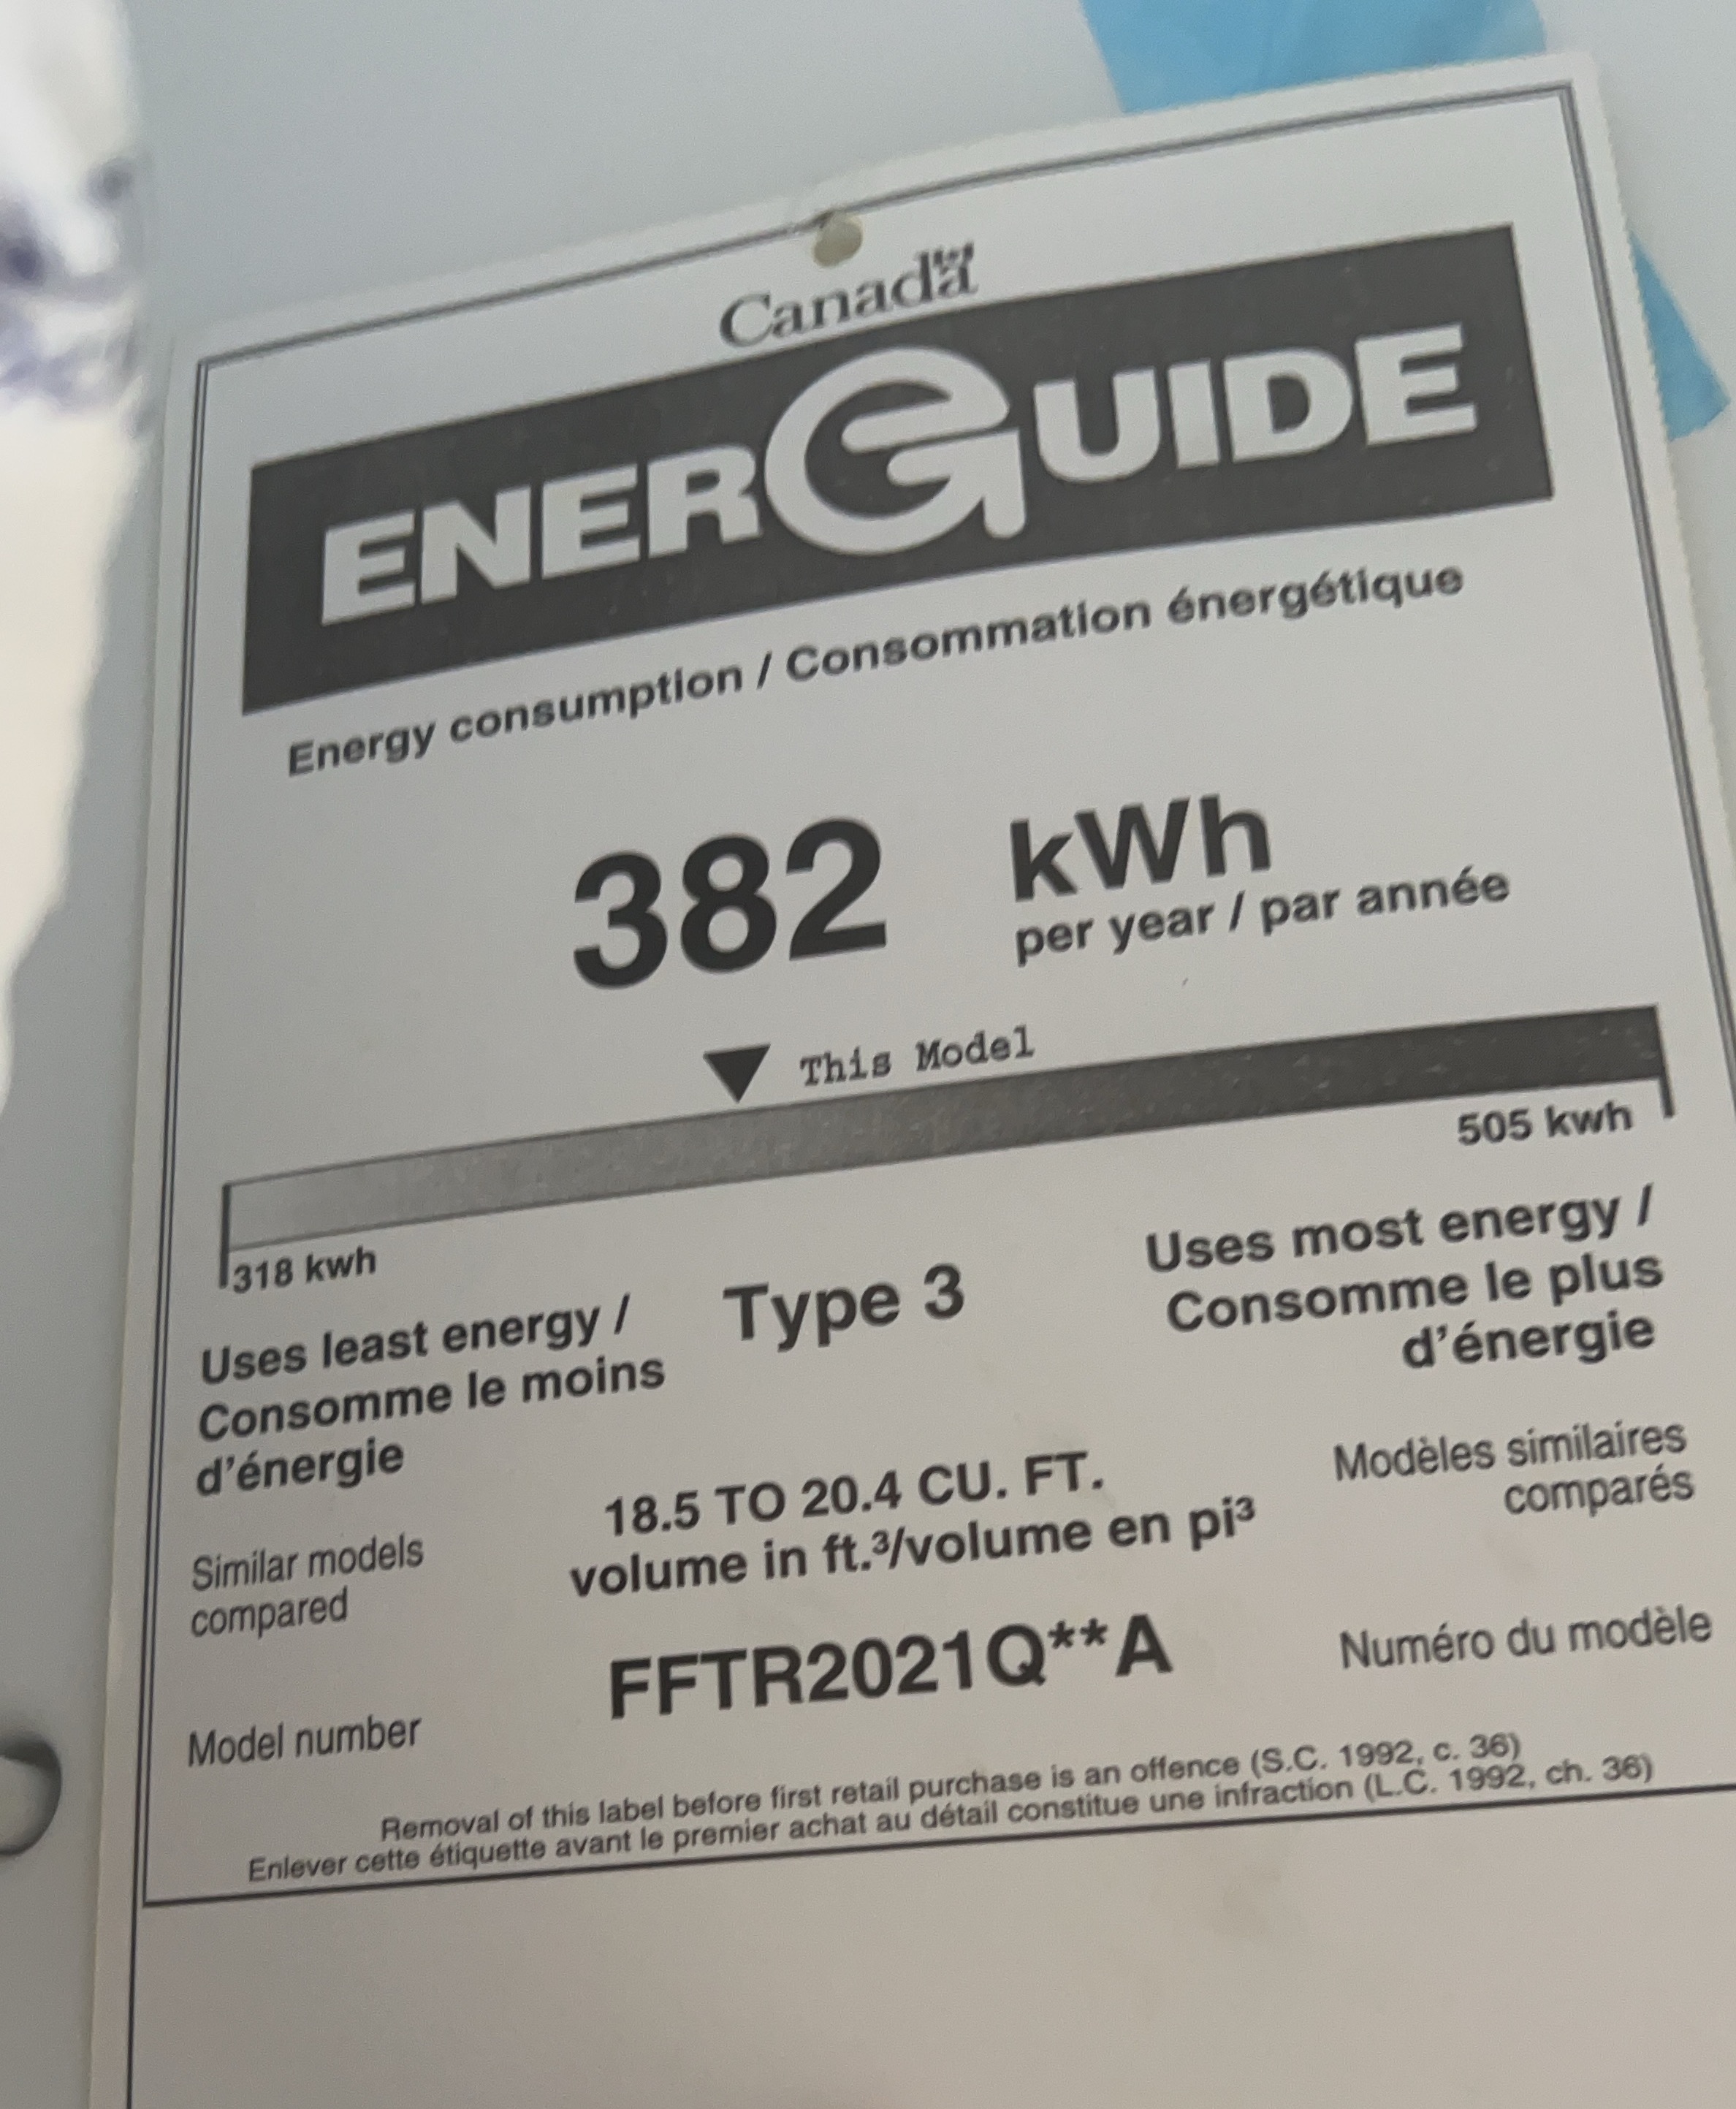 Canada
ENERGUIDE
Energy consumption / Consommation énergétique
382 kWh
per year / par année
This Model
505 kwh
318 kwh
Uses least energy /
Consomme le moins
d'énergie
Type 3
Uses most energy /
Consomme le plus
d'énergie
Similar models
compared
18.5 TO 20.4 CU. FT.
volume in ft.³/volume en pi³
Modèles similaires
comparés
Model number
FFTR2021Q**A
Numéro du modèle
Removal of this label before first retail purchase is an offence (S.C. 1992, c. 36)
Enlever cette étiquette avant le premier achat au détail constitue une infraction (L.C. 1992, ch. 36)